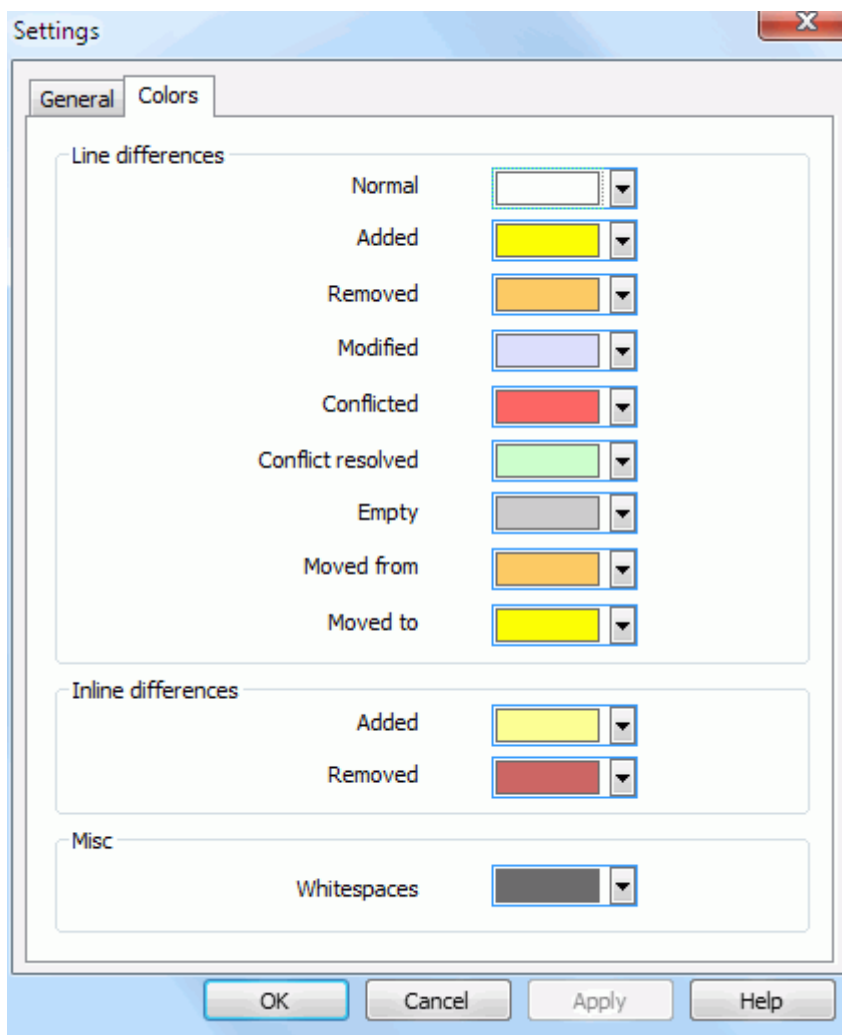 Settings
General Colors
Line differences
Normal
Added
Removed
Modified
Conflicted
Conflict resolved
Empty
Moved from
Moved to
Inline differences
Added
Removed
Misc
Whitespaces
OK Cancel Apply Help